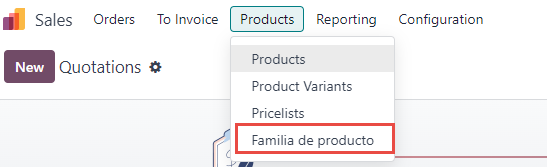 Sales Orders To Invoice Products Reporting Configuration
New Quotations
Products
Product Variants
Pricelists
Familia de producto